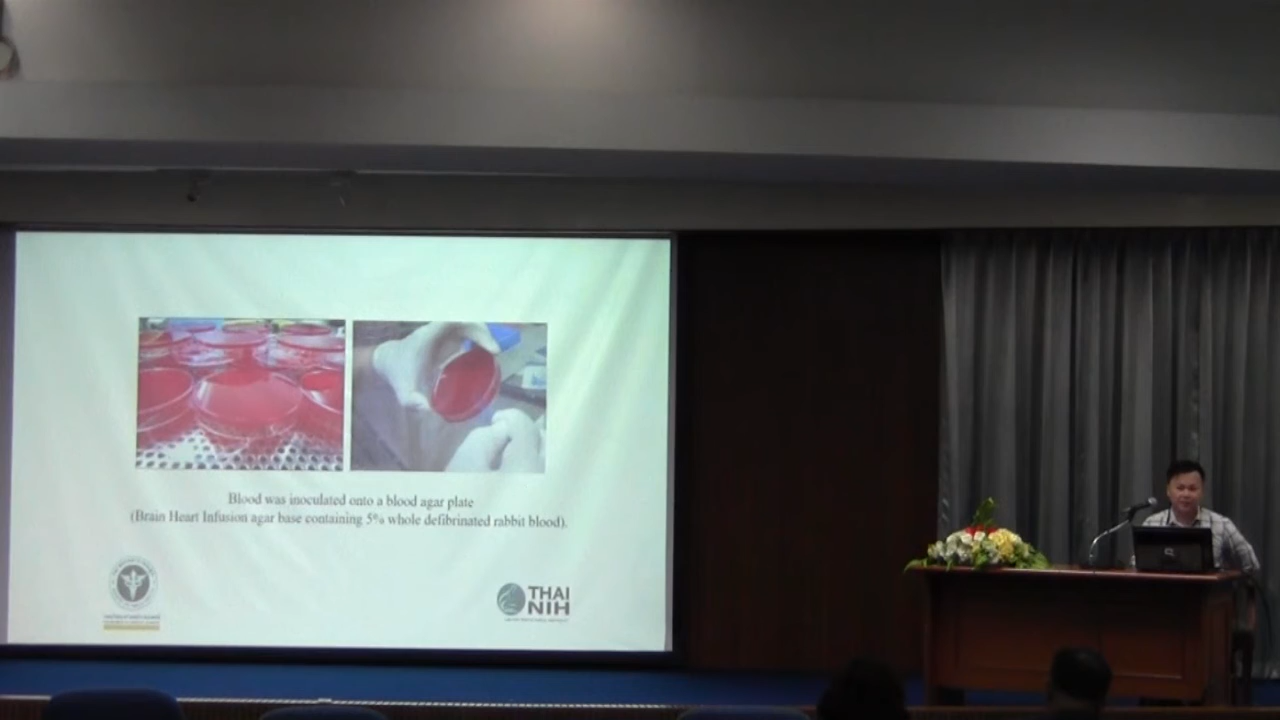 Blood was inoculated onto a blood agar plate
(Brain Heart Infusion agar base containing 5% whole defibrinated rabbit blood).
THAI
NIH